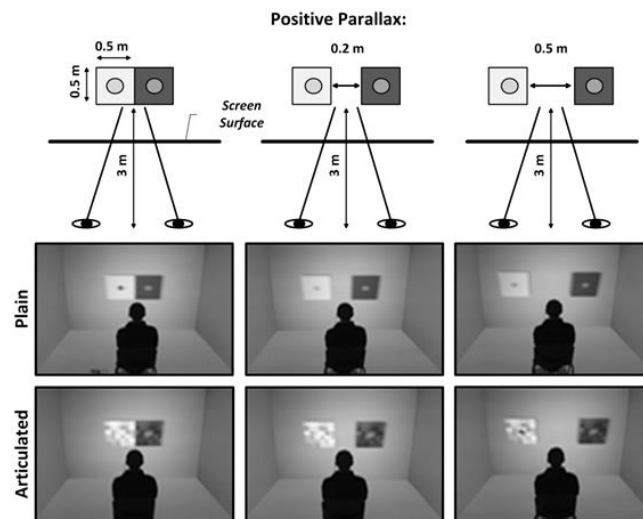 Positive Parallax:
0.5 m
0.2 m
0.5 m
0.5 m
Screen
Surface
3 m
3 m
3 m
Plain
Articulated